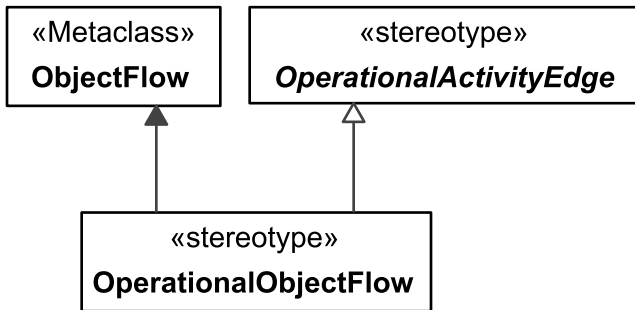 «Metaclass»
ObjectFlow
«stereotype»
OperationalActivityEdge
«stereotype»
OperationalObjectFlow